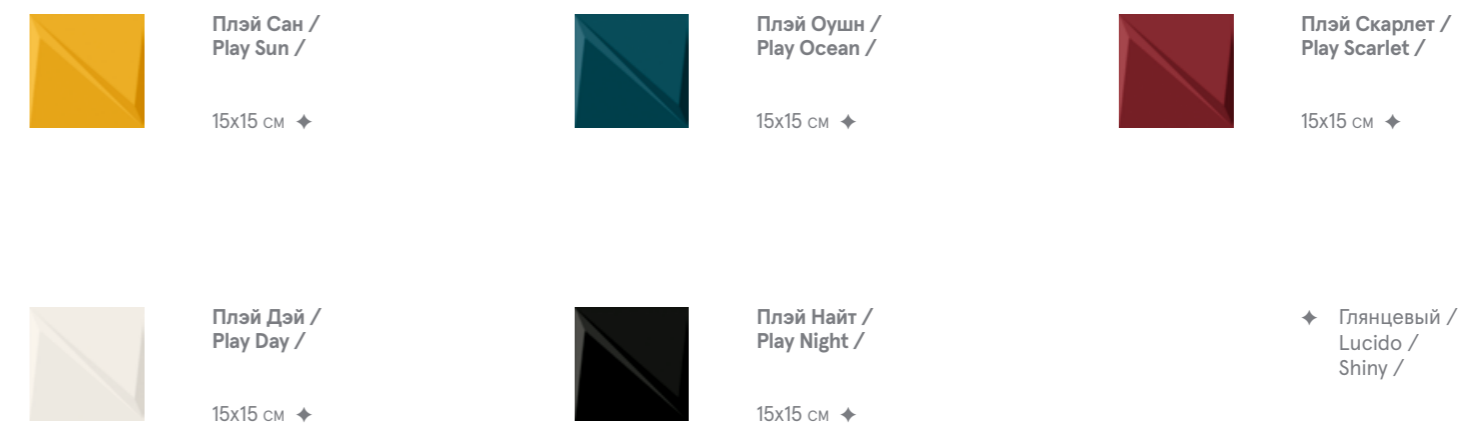 Плэй Сан /
Play Sun /
15x15 см ✦
Плэй Оушн /
Play Ocean /
15x15 см ✦
Плэй Скарлет /
Play Scarlet /
15x15 см ✦
Плэй Дэй /
Play Day /
15x15 см ✦
Плэй Найт /
Play Night /
15x15 см ✦
✦ Глянцевый /
Lucido /
Shiny /